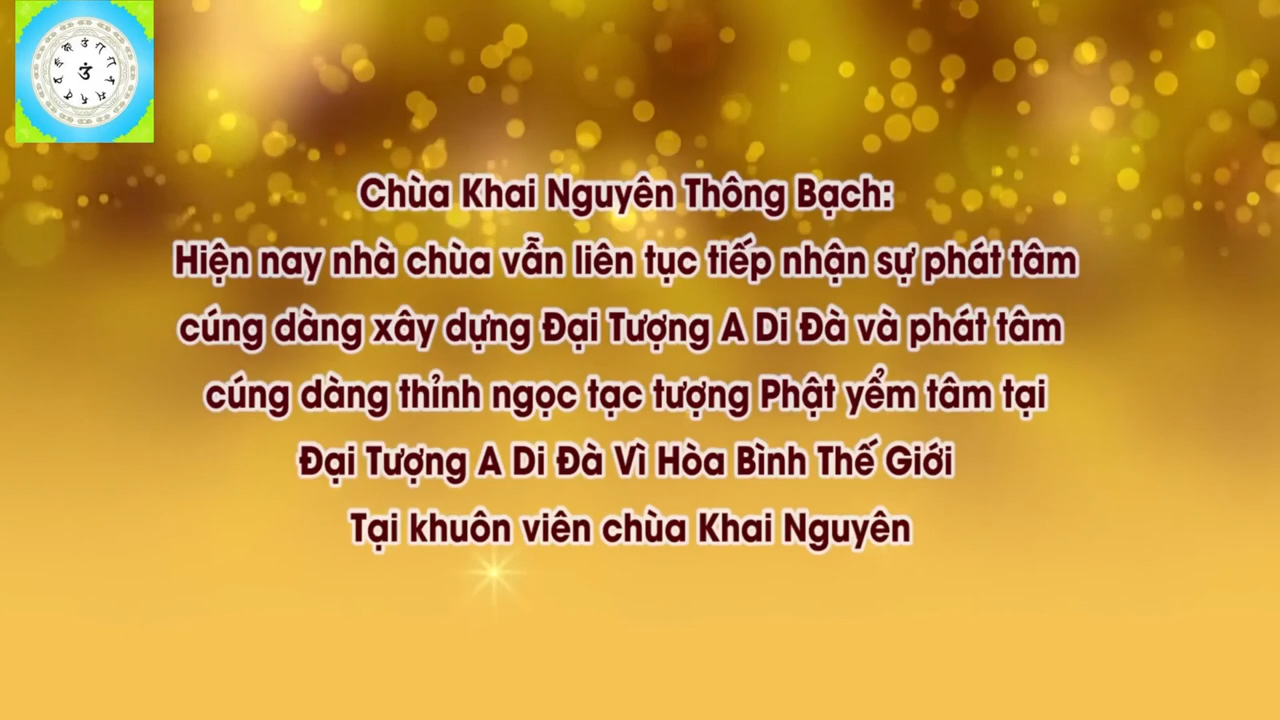 Chùa Khai Nguyên Thông Bạch:
Hiện nay nhà chùa vẫn liên tục tiếp nhận sự phát tâm
cúng dàng xây dựng Đại Tượng A Di Đà và phát tâm
cúng dàng thỉnh ngọc tạc tượng Phật yểm tâm tại
Đại Tượng A Di Đà Vì Hòa Bình Thế Giới
Tại khuôn viên chùa Khai Nguyên